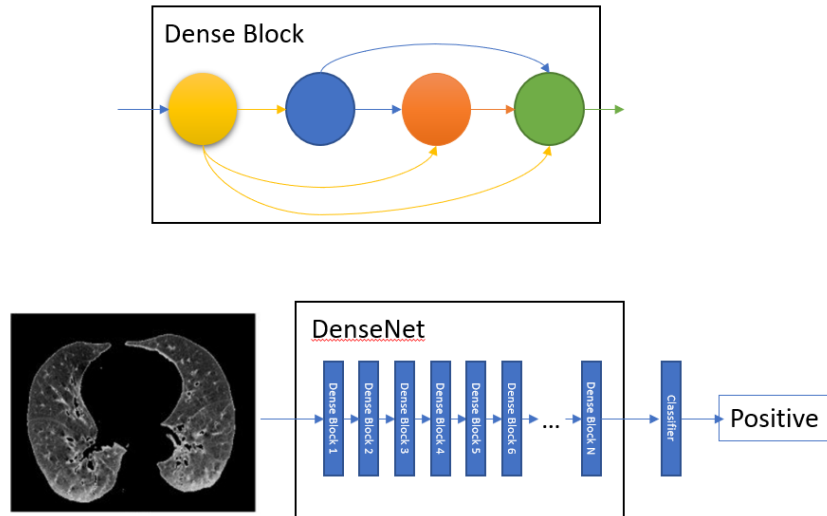 Dense Block
DenseNet
Dense Block 1
Dense Block 2
Dense Block 3
Dense Block 4
Dense Block 5
Dense Block 6
...
Dense Block N
Classifier
Positive